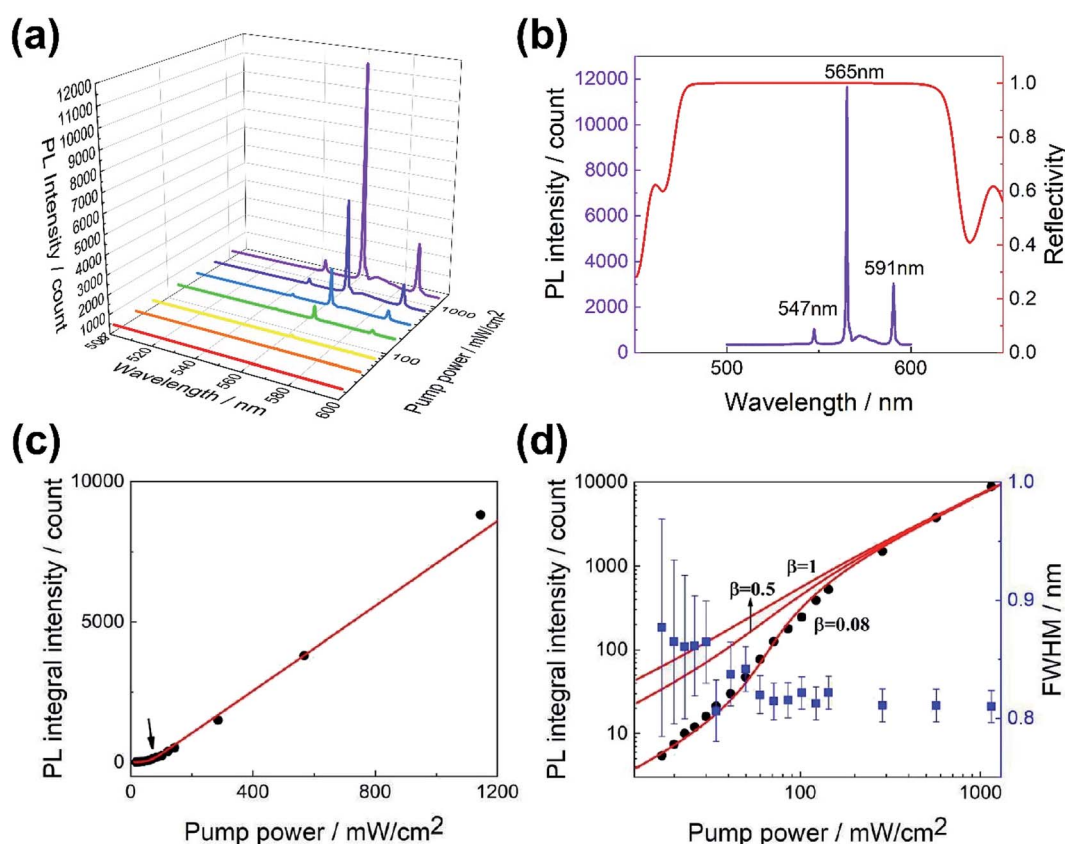 (a)
12000
11000
10000
9000
8000
7000
6000
5000
4000
3000
2000
1000
PL Intensity / count
520
540
560
580
600
Wavelength / nm
100
1000
Pump power / mW/cm2
(b)
565nm
547nm
591nm
12000
10000
8000
6000
4000
2000
0
PL intensity / count
500
600
Wavelength / nm
1.0
0.8
0.6
0.4
0.2
0.0
Reflectivity
(c)
10000
5000
0
PL integral intensity / count
0
400
800
1200
Pump power / mW/cm2
(d)
10000
1000
100
10
PL integral intensity / count
β=1
β=0.5
β=0.08
100
1000
Pump power / mW/cm2
1.0
0.9
0.8
FWHM / nm